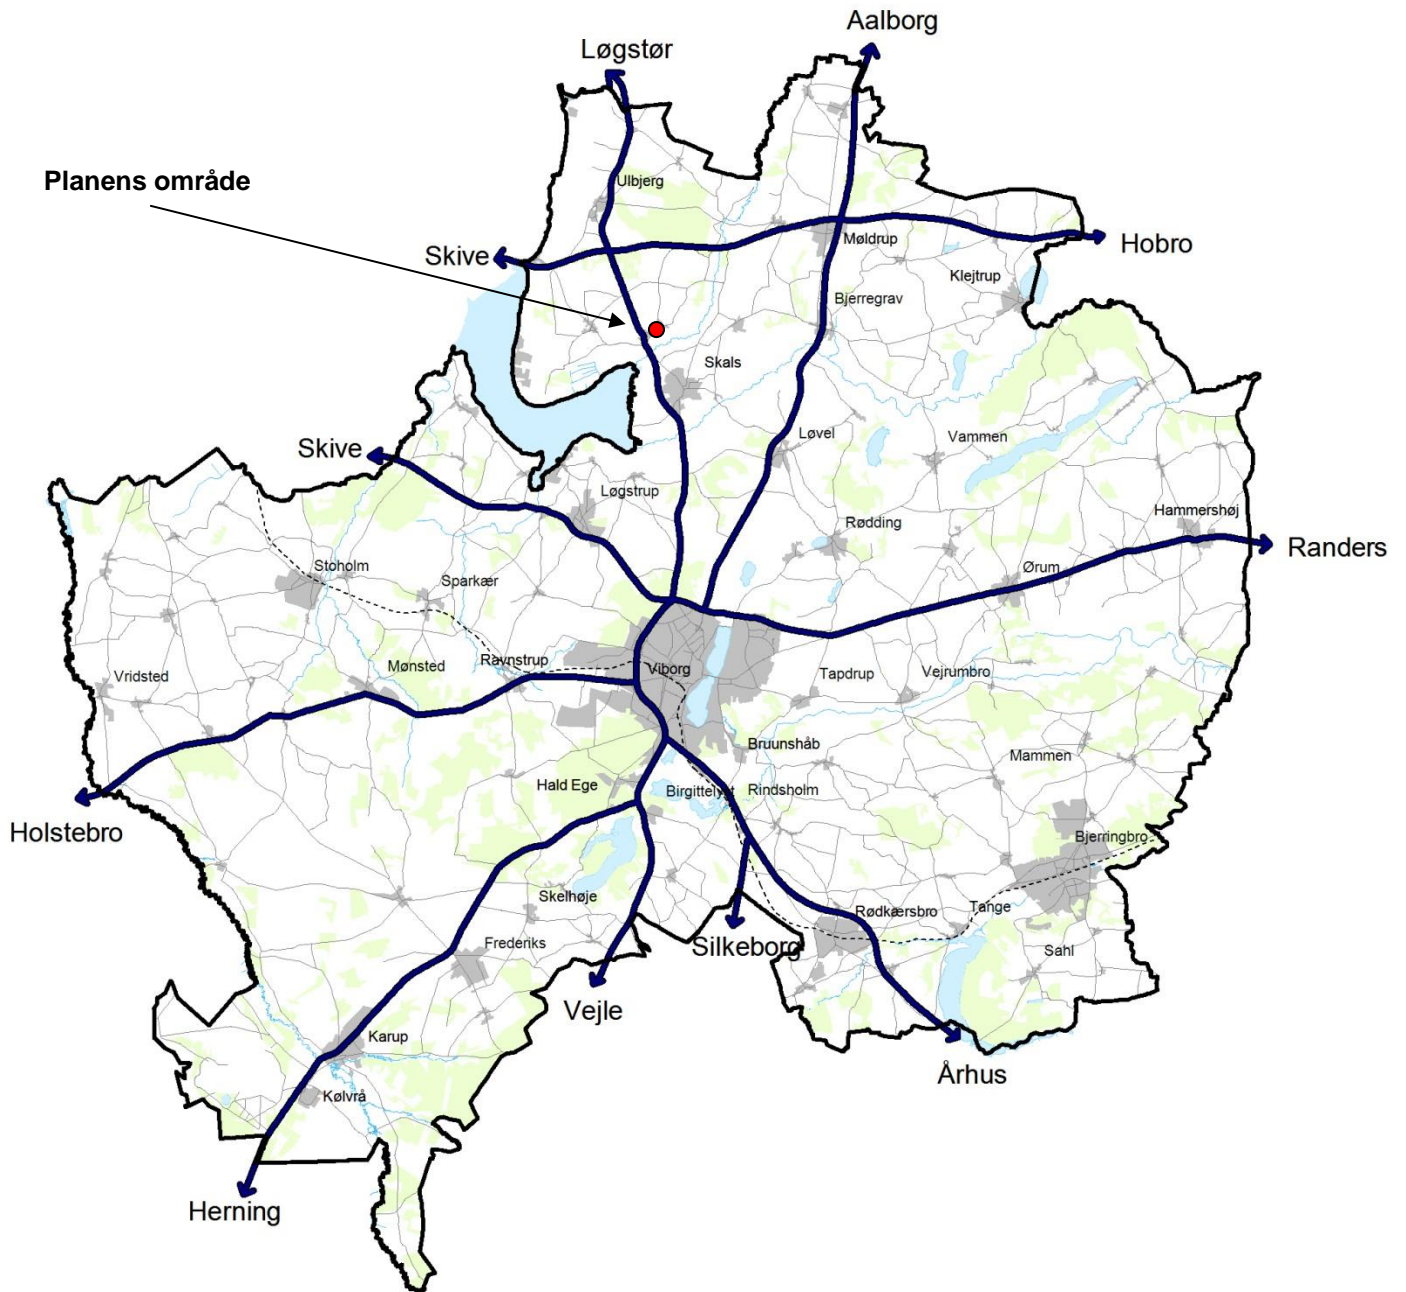 Aalborg
Løgstør
Planens område
Ulbjerg
Skive
Møldrup
Hobro
Klejtrup
Bjerregrav
Skals
Løvel
Vammen
Skive
Løgstrup
Rødding
Hammershøj
Randers
Stoholm
Sparkær
Ørum
Mønsted
Ravnstrup
Viborg
Tapdrup
Vejrumbro
Vridsted
Bruunshåb
Mammen
Hald Ege
Birgittelyst
Rindsholm
Holstebro
Bjerringbro
Skelhøje
Rødkærsbro
Tange
Frederiks
Silkeborg
Sahl
Vejle
Karup
Århus
Kølvrå
Herning